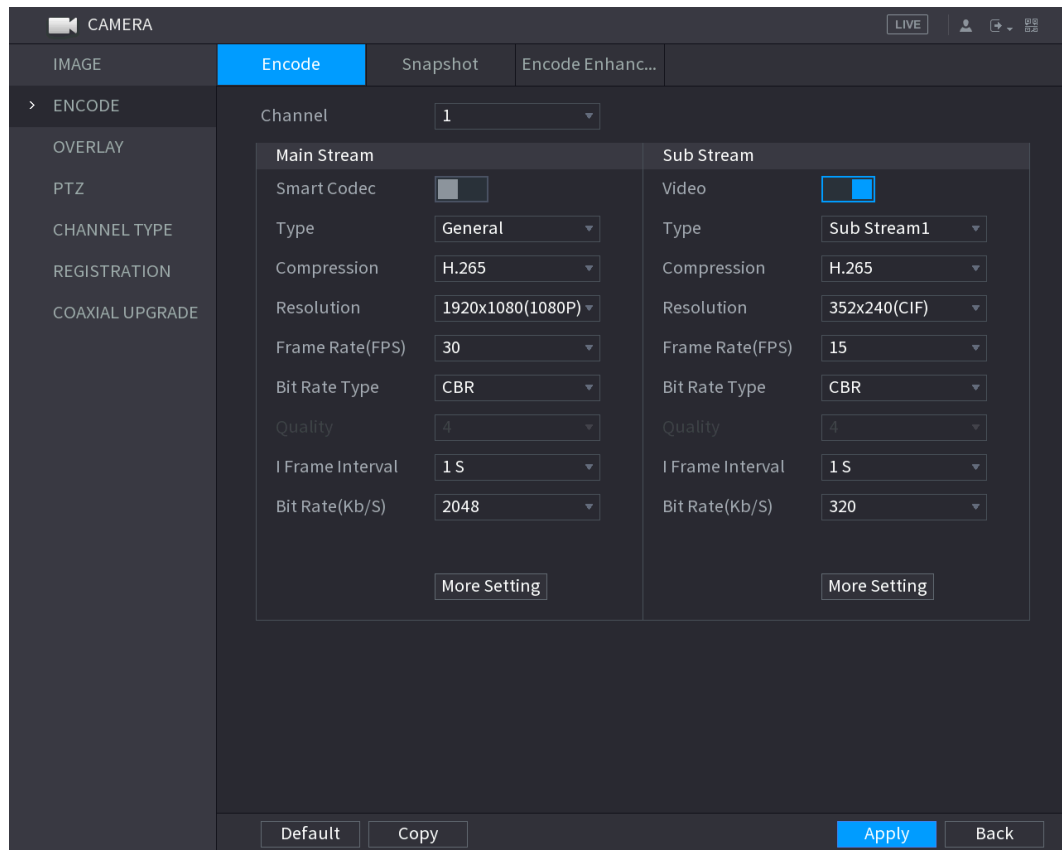 CAMERA
LIVE
IMAGE
ENCODE
OVERLAY
PTZ
CHANNEL TYPE
REGISTRATION
COAXIAL UPGRADE
Encode Snapshot Encode Enhanc...
Channel 1
Main Stream
Smart Codec
Type General
Compression H.265
Resolution 1920x1080(1080P)
Frame Rate(FPS) 30
Bit Rate Type CBR
Quality 4
I Frame Interval 1 S
Bit Rate(Kb/S) 2048
More Setting
Sub Stream
Video
Type Sub Stream1
Compression H.265
Resolution 352x240(CIF)
Frame Rate(FPS) 15
Bit Rate Type CBR
Quality 4
I Frame Interval 1 S
Bit Rate(Kb/S) 320
More Setting
Default Copy Apply Back